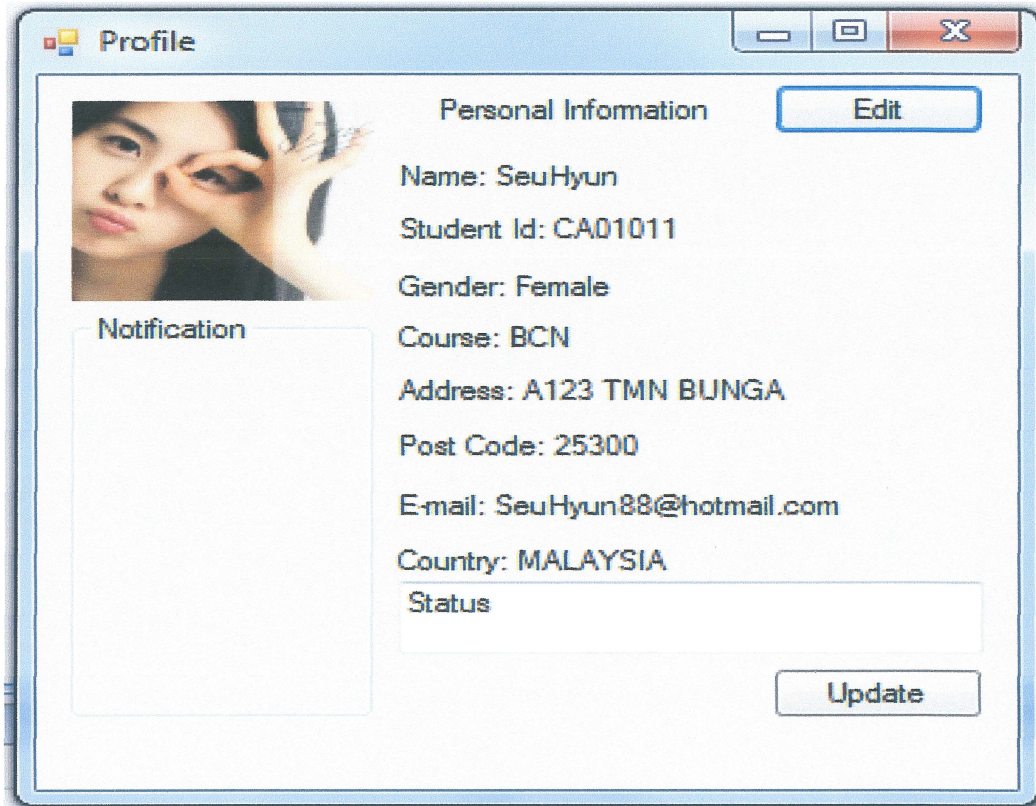 Profile
Personal Information
Edit
Name: SeuHyun
Student Id: CA01011
Gender: Female
Notification
Course: BCN
Address: A123 TMN BUNGA
Post Code: 25300
E-mail: SeuHyun88@hotmail.com
Country: MALAYSIA
Status
Update